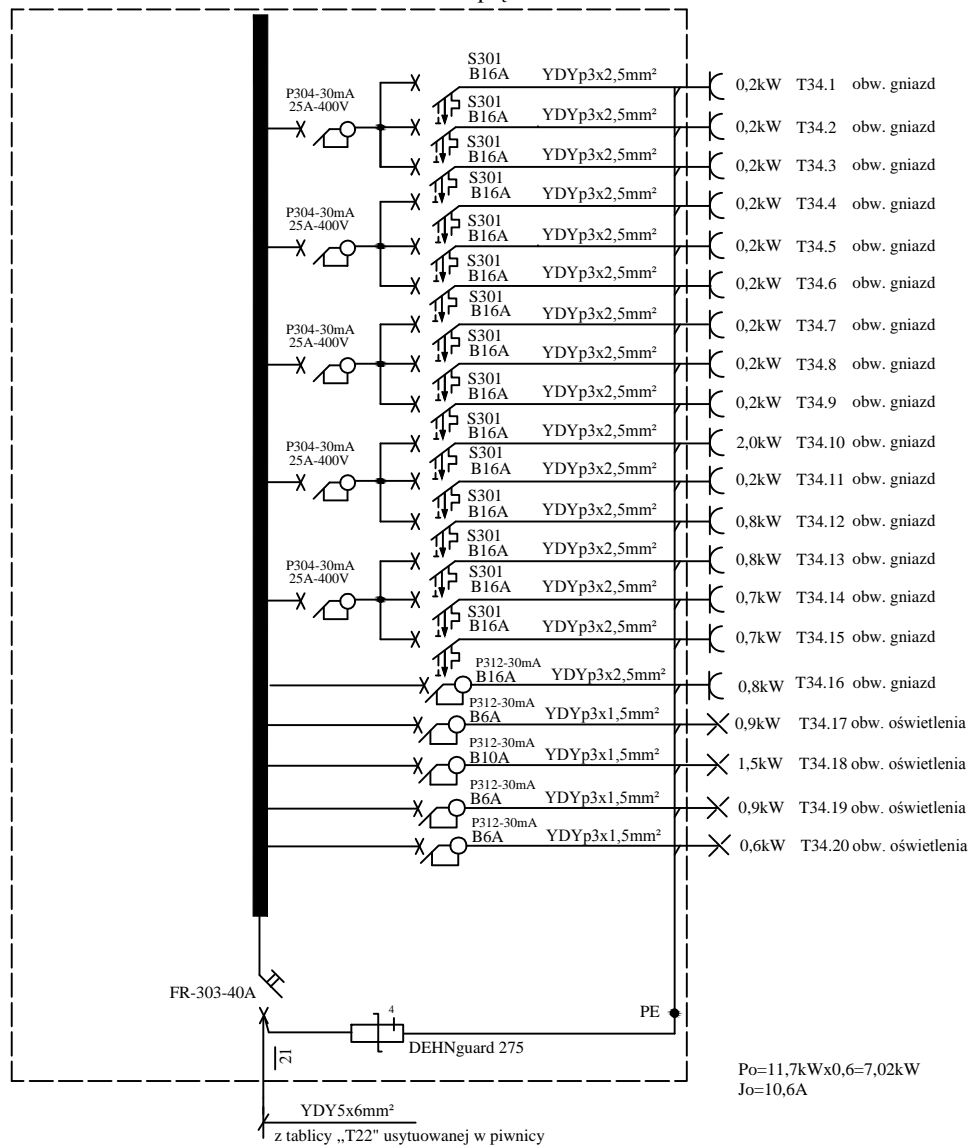 S301
B16A YDYp3x2,5mm² 0,2kW T34.1 obw. gniazd
P304-30mA
25A-400V
S301
B16A YDYp3x2,5mm² 0,2kW T34.2 obw. gniazd
S301
B16A YDYp3x2,5mm² 0,2kW T34.3 obw. gniazd
S301
B16A YDYp3x2,5mm² 0,2kW T34.4 obw. gniazd
P304-30mA
25A-400V
S301
B16A YDYp3x2,5mm² 0,2kW T34.5 obw. gniazd
S301
B16A YDYp3x2,5mm² 0,2kW T34.6 obw. gniazd
S301
B16A YDYp3x2,5mm² 0,2kW T34.7 obw. gniazd
P304-30mA
25A-400V
S301
B16A YDYp3x2,5mm² 0,2kW T34.8 obw. gniazd
S301
B16A YDYp3x2,5mm² 0,2kW T34.9 obw. gniazd
S301
B16A YDYp3x2,5mm² 2,0kW T34.10 obw. gniazd
P304-30mA
25A-400V
S301
B16A YDYp3x2,5mm² 0,2kW T34.11 obw. gniazd
S301
B16A YDYp3x2,5mm² 0,8kW T34.12 obw. gniazd
S301
B16A YDYp3x2,5mm² 0,8kW T34.13 obw. gniazd
P304-30mA
25A-400V
S301
B16A YDYp3x2,5mm² 0,7kW T34.14 obw. gniazd
S301
B16A YDYp3x2,5mm² 0,7kW T34.15 obw. gniazd
P312-30mA
B16A YDYp3x2,5mm² 0,8kW T34.16 obw. gniazd
P312-30mA
B6A YDYp3x1,5mm² 0,9kW T34.17 obw. oświetlenia
P312-30mA
B10A YDYp3x1,5mm² 1,5kW T34.18 obw. oświetlenia
P312-30mA
B6A YDYp3x1,5mm² 0,9kW T34.19 obw. oświetlenia
P312-30mA
B6A YDYp3x1,5mm² 0,6kW T34.20 obw. oświetlenia
FR-303-40A
4
PE
DEHNguard 275
21
Po=11,7kWx0,6=7,02kW
Jo=10,6A
YDY5x6mm²
z tablicy „T22" usytuowanej w piwnicy